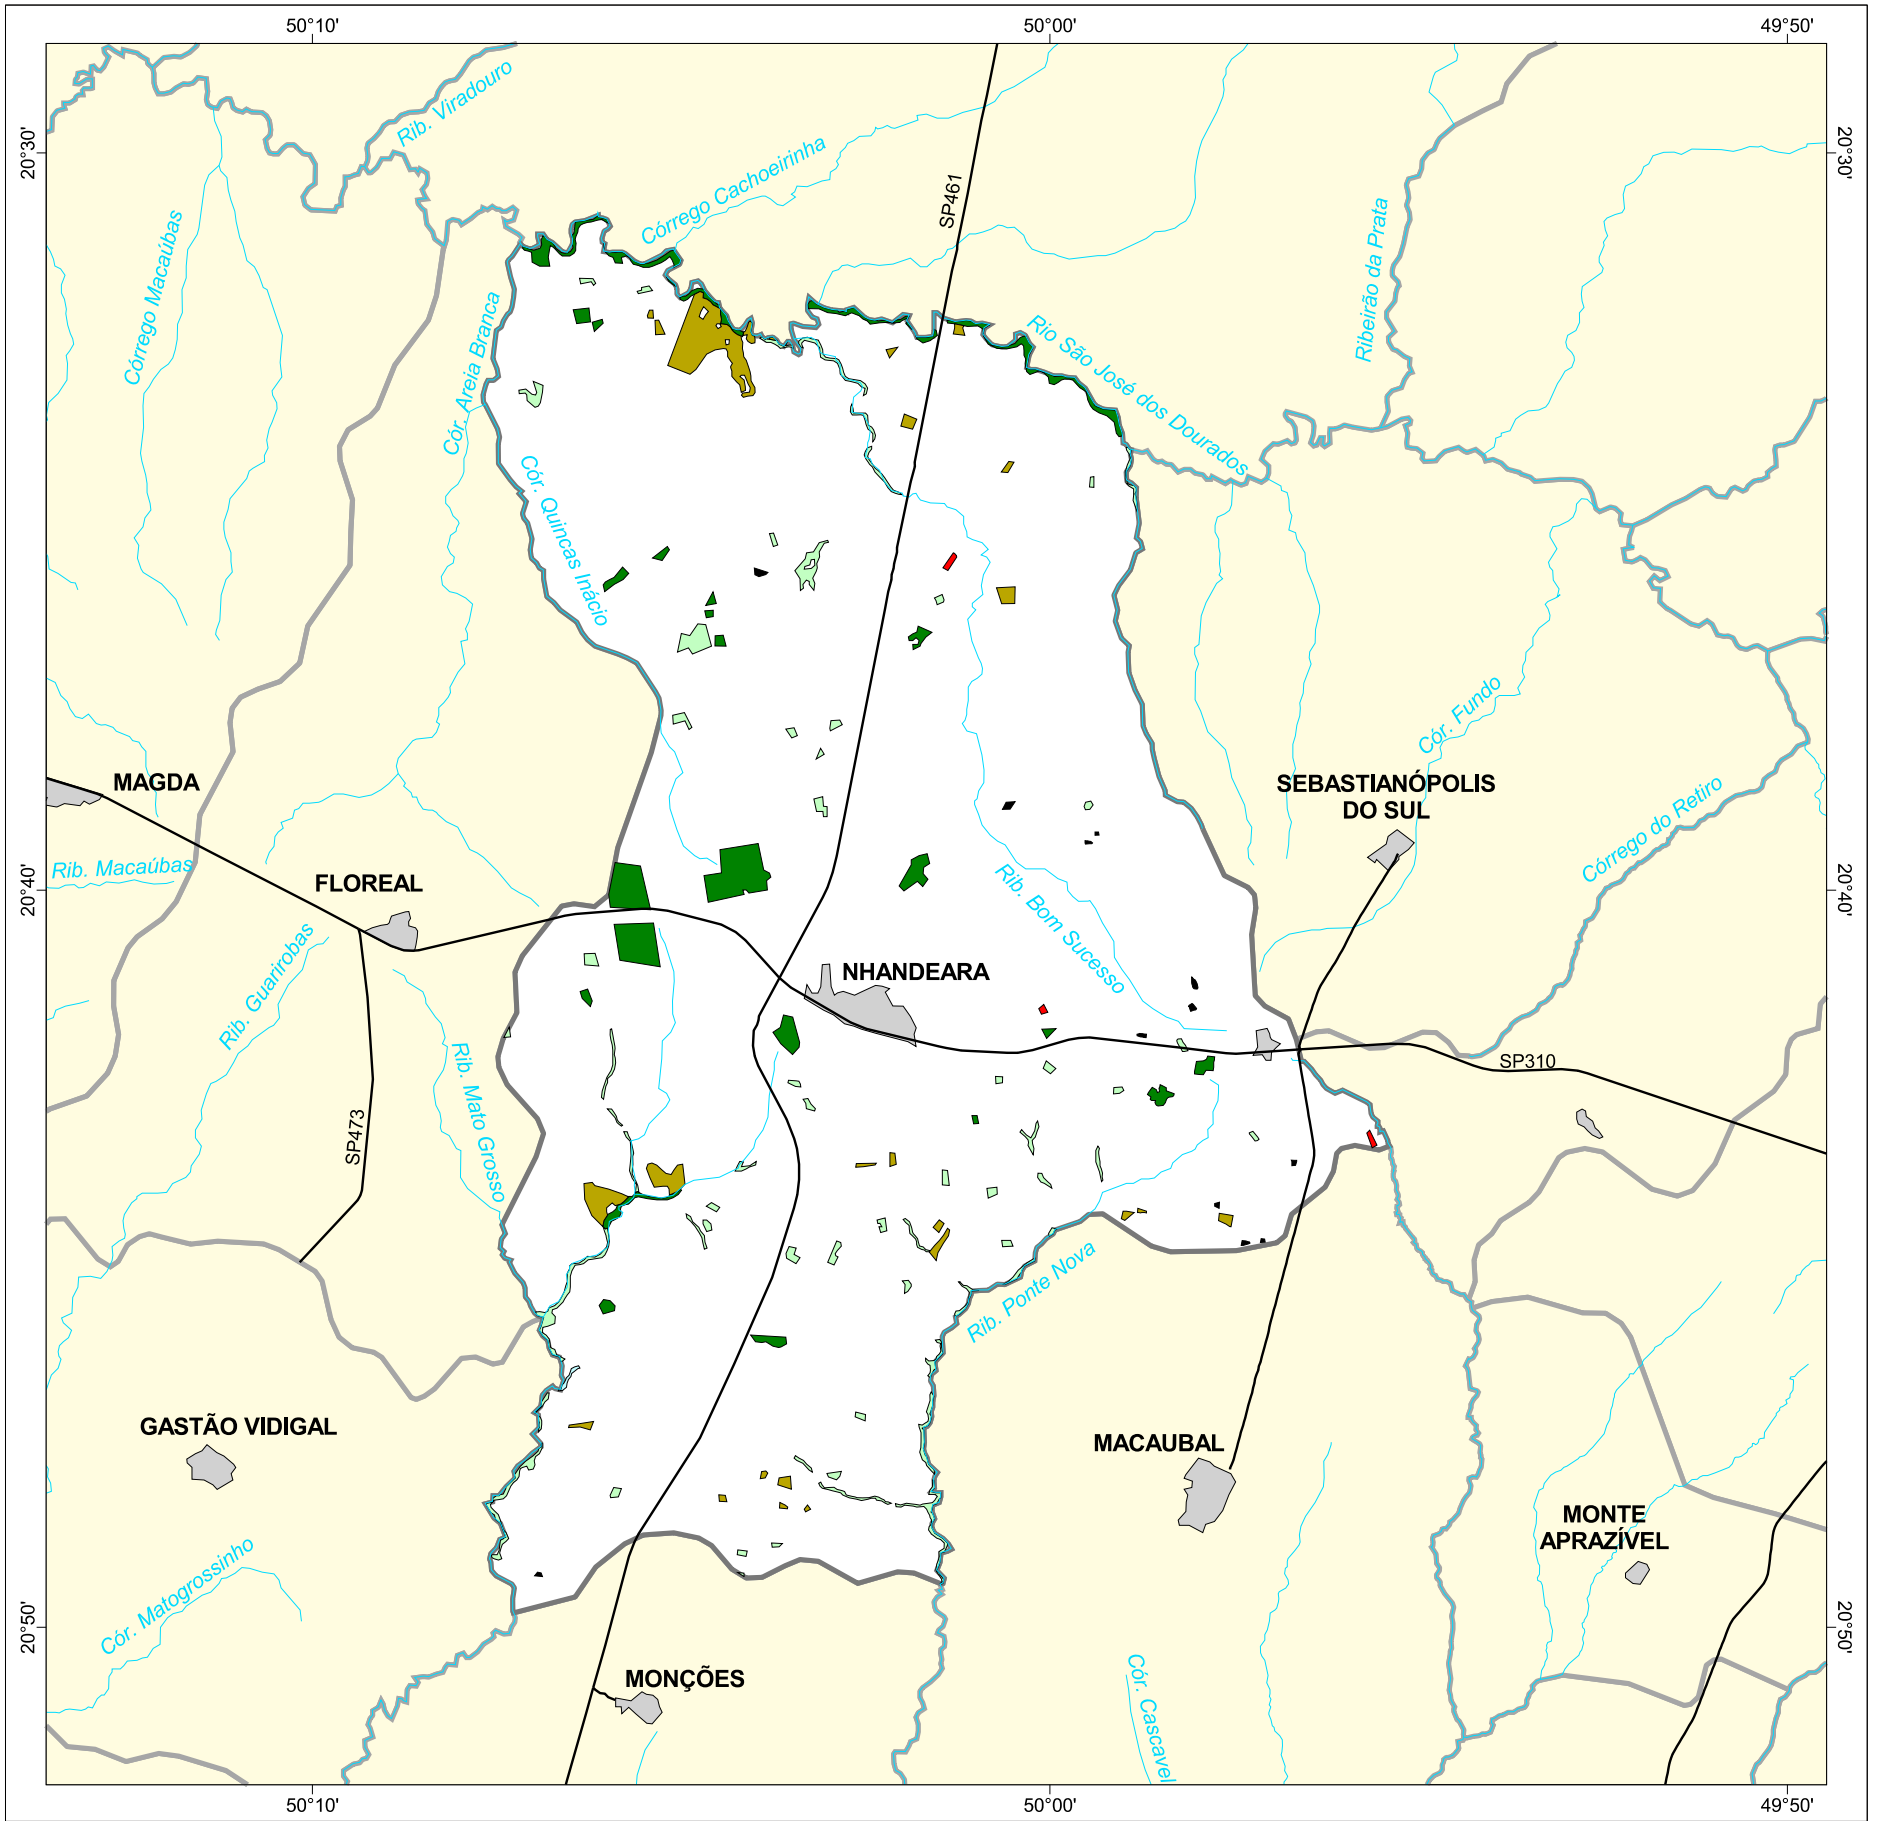 50°10'
50°00'
49°50'
20°30'
20°30'
Rib. Viradouro
Córrego Cachoeirinha
SP461
Córrego Macaúbas
Ribeirão da Prata
Cór. Areia Branca
Rio São José dos Dourados
Cór. Quincas Inácio
Cór. Fundo
MAGDA
SEBASTIANÓPOLIS
DO SUL
Córrego do Retiro
Rib. Macaúbas
FLOREAL
20°40'
20°40'
Rib. Bom Sucesso
Rib. Guarirobas
NHANDEARA
SP310
Rib. Mato Grosso
SP473
Rib. Ponte Nova
GASTÃO VIDIGAL
MACAUBAL
MONTE
APRAZÍVEL
Cór. Matogrossinho
20°50'
20°50'
MONÇÕES
Cór. Cascavel
50°10'
50°00'
49°50'